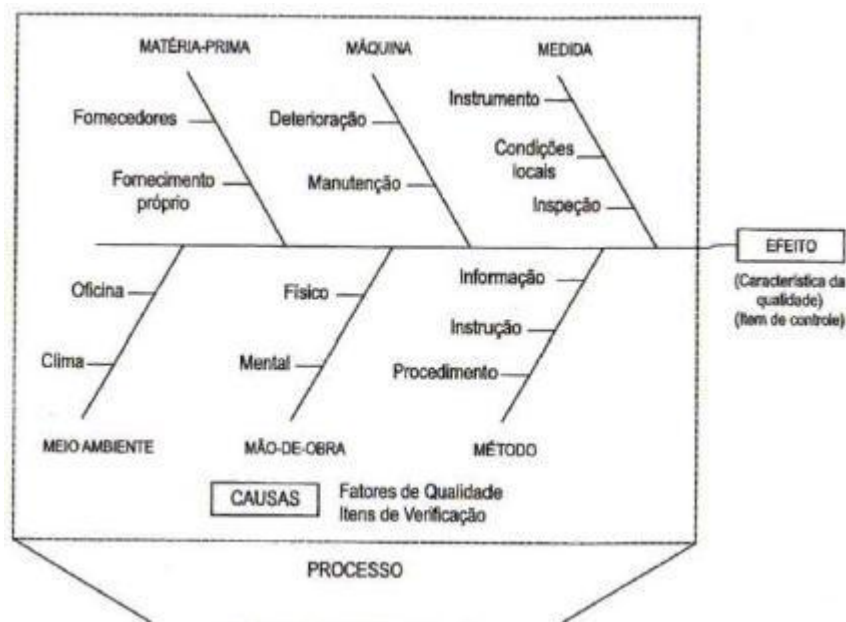 MATÉRIA-PRIMA
MÁQUINA
MEDIDA
Fornecedores
Fornecimento
próprio
Deterioração
Manutenção
Instrumento
Condições
locais
Inspeção
EFEITO
(Característica da
qualidade)
(Item de controle)
Oficina
Clima
Físico
Mental
Informação
Instrução
Procedimento
MEIO AMBIENTE
MÃO-DE-OBRA
MÉTODO
CAUSAS
Fatores de Qualidade
Itens de Verificação
PROCESSO